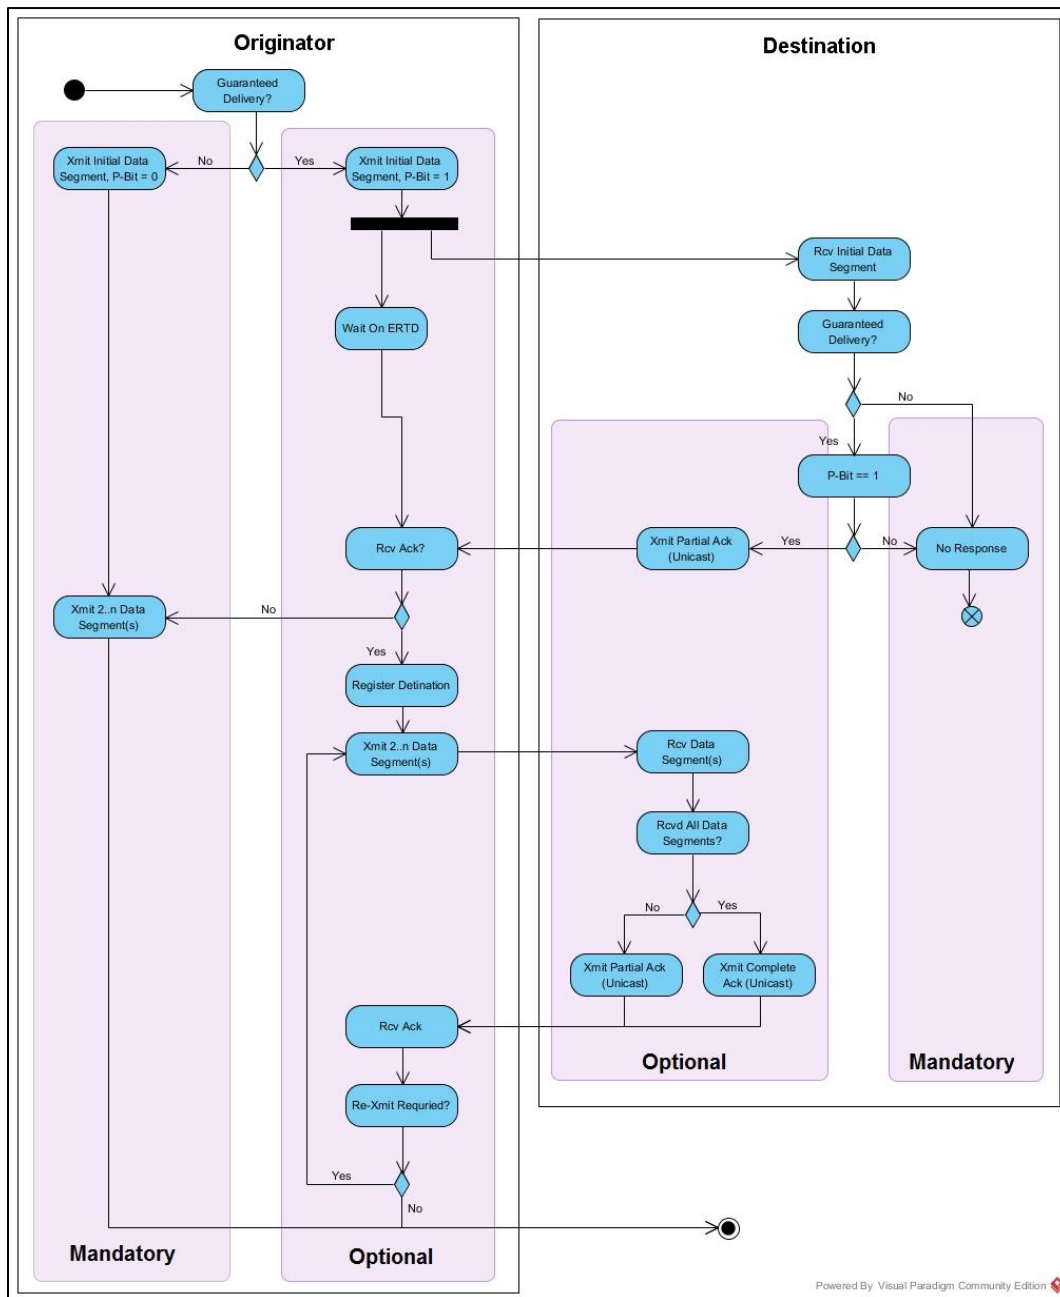 Originator
Destination
Guaranteed
Delivery?
Xmit Initial Data
Segment, P-Bit = 0
No
Yes
Xmit Initial Data
Segment, P-Bit = 1
Rcv Initial Data
Segment
Wait On ERTD
Guaranteed
Delivery?
No
Yes
P-Bit == 1
Rcv Ack?
Xmit Partial Ack
(Unicast)
Yes
No
No Response
Xmit 2..n Data
Segment(s)
No
Yes
Register Detination
Xmit 2..n Data
Segment(s)
Rcv Data
Segment(s)
Rcvd All Data
Segments?
No
Yes
Xmit Partial Ack
(Unicast)
Xmit Complete
Ack (Unicast)
Rcv Ack
Optional
Mandatory
Re-Xmit Requried?
Yes
No
Mandatory
Optional
Powered By Visual Paradigm Community Edition